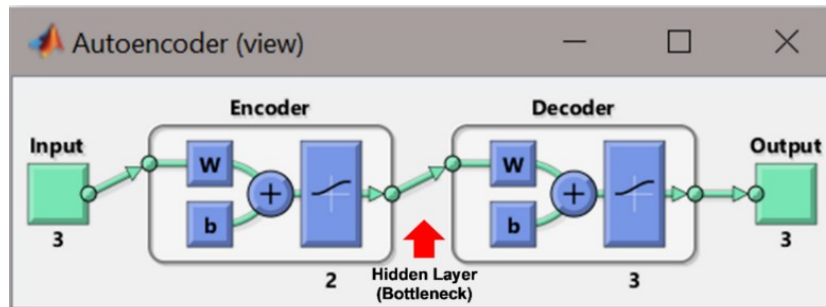 Autoencoder (view)
Encoder
Decoder
Input
Output
W
W
b
b
3
2
Hidden Layer
(Bottleneck)
3
3